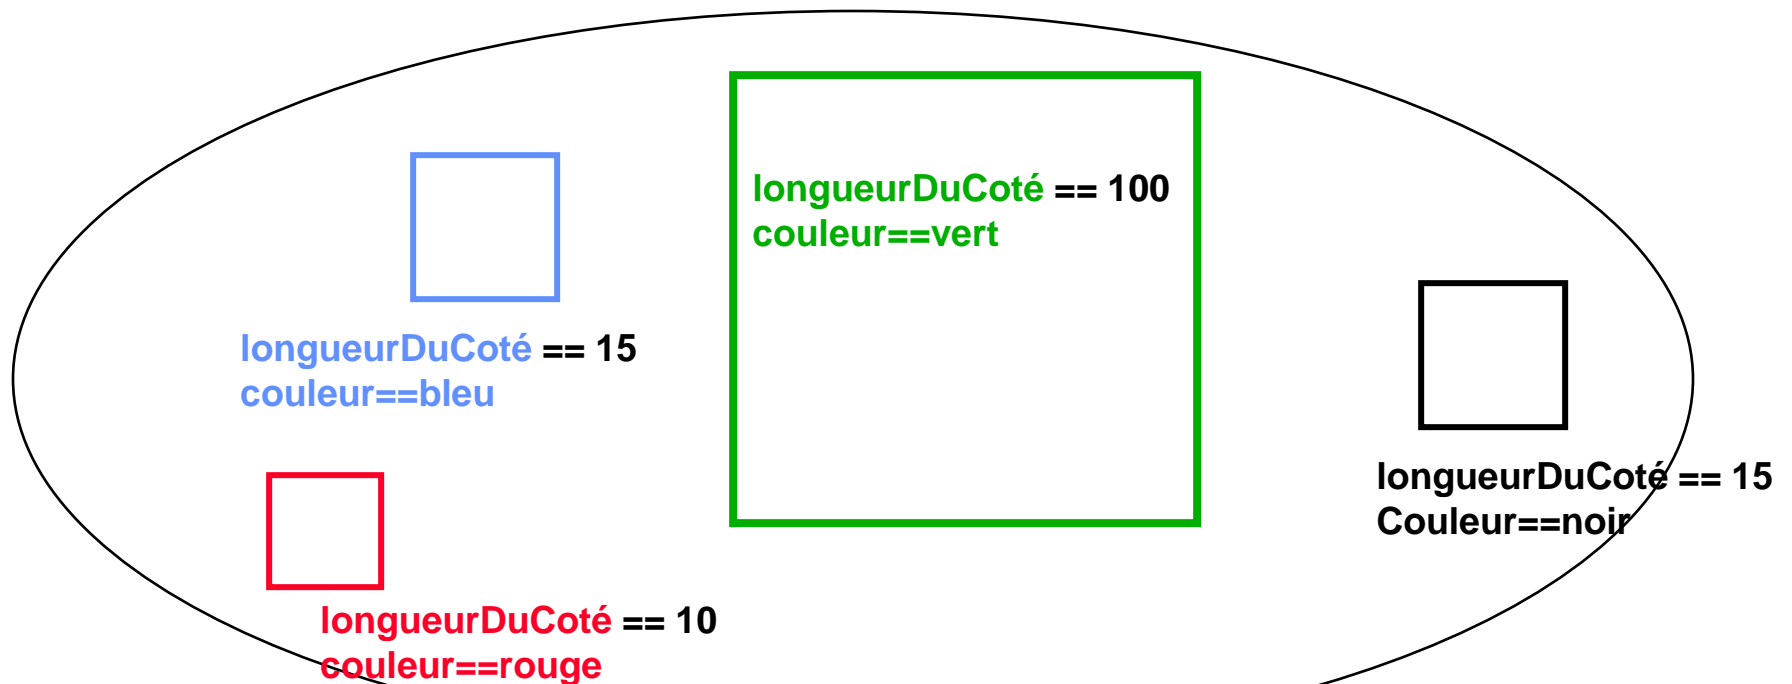 longueurDuCoté == 100
couleur==vert
longueurDuCoté == 15
couleur==bleu
longueurDuCoté == 15
Couleur==noir
longueurDuCoté == 10
couleur==rouge